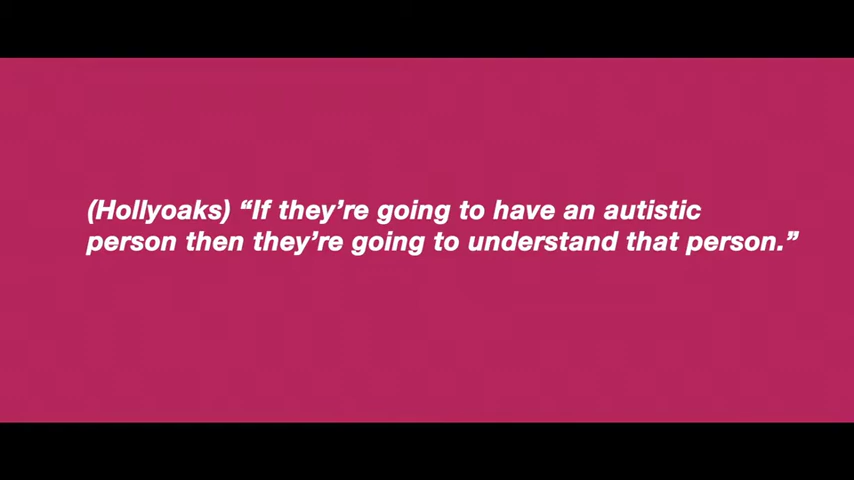 (Hollyoaks) “If they’re going to have an autistic
person then they’re going to understand that person.”